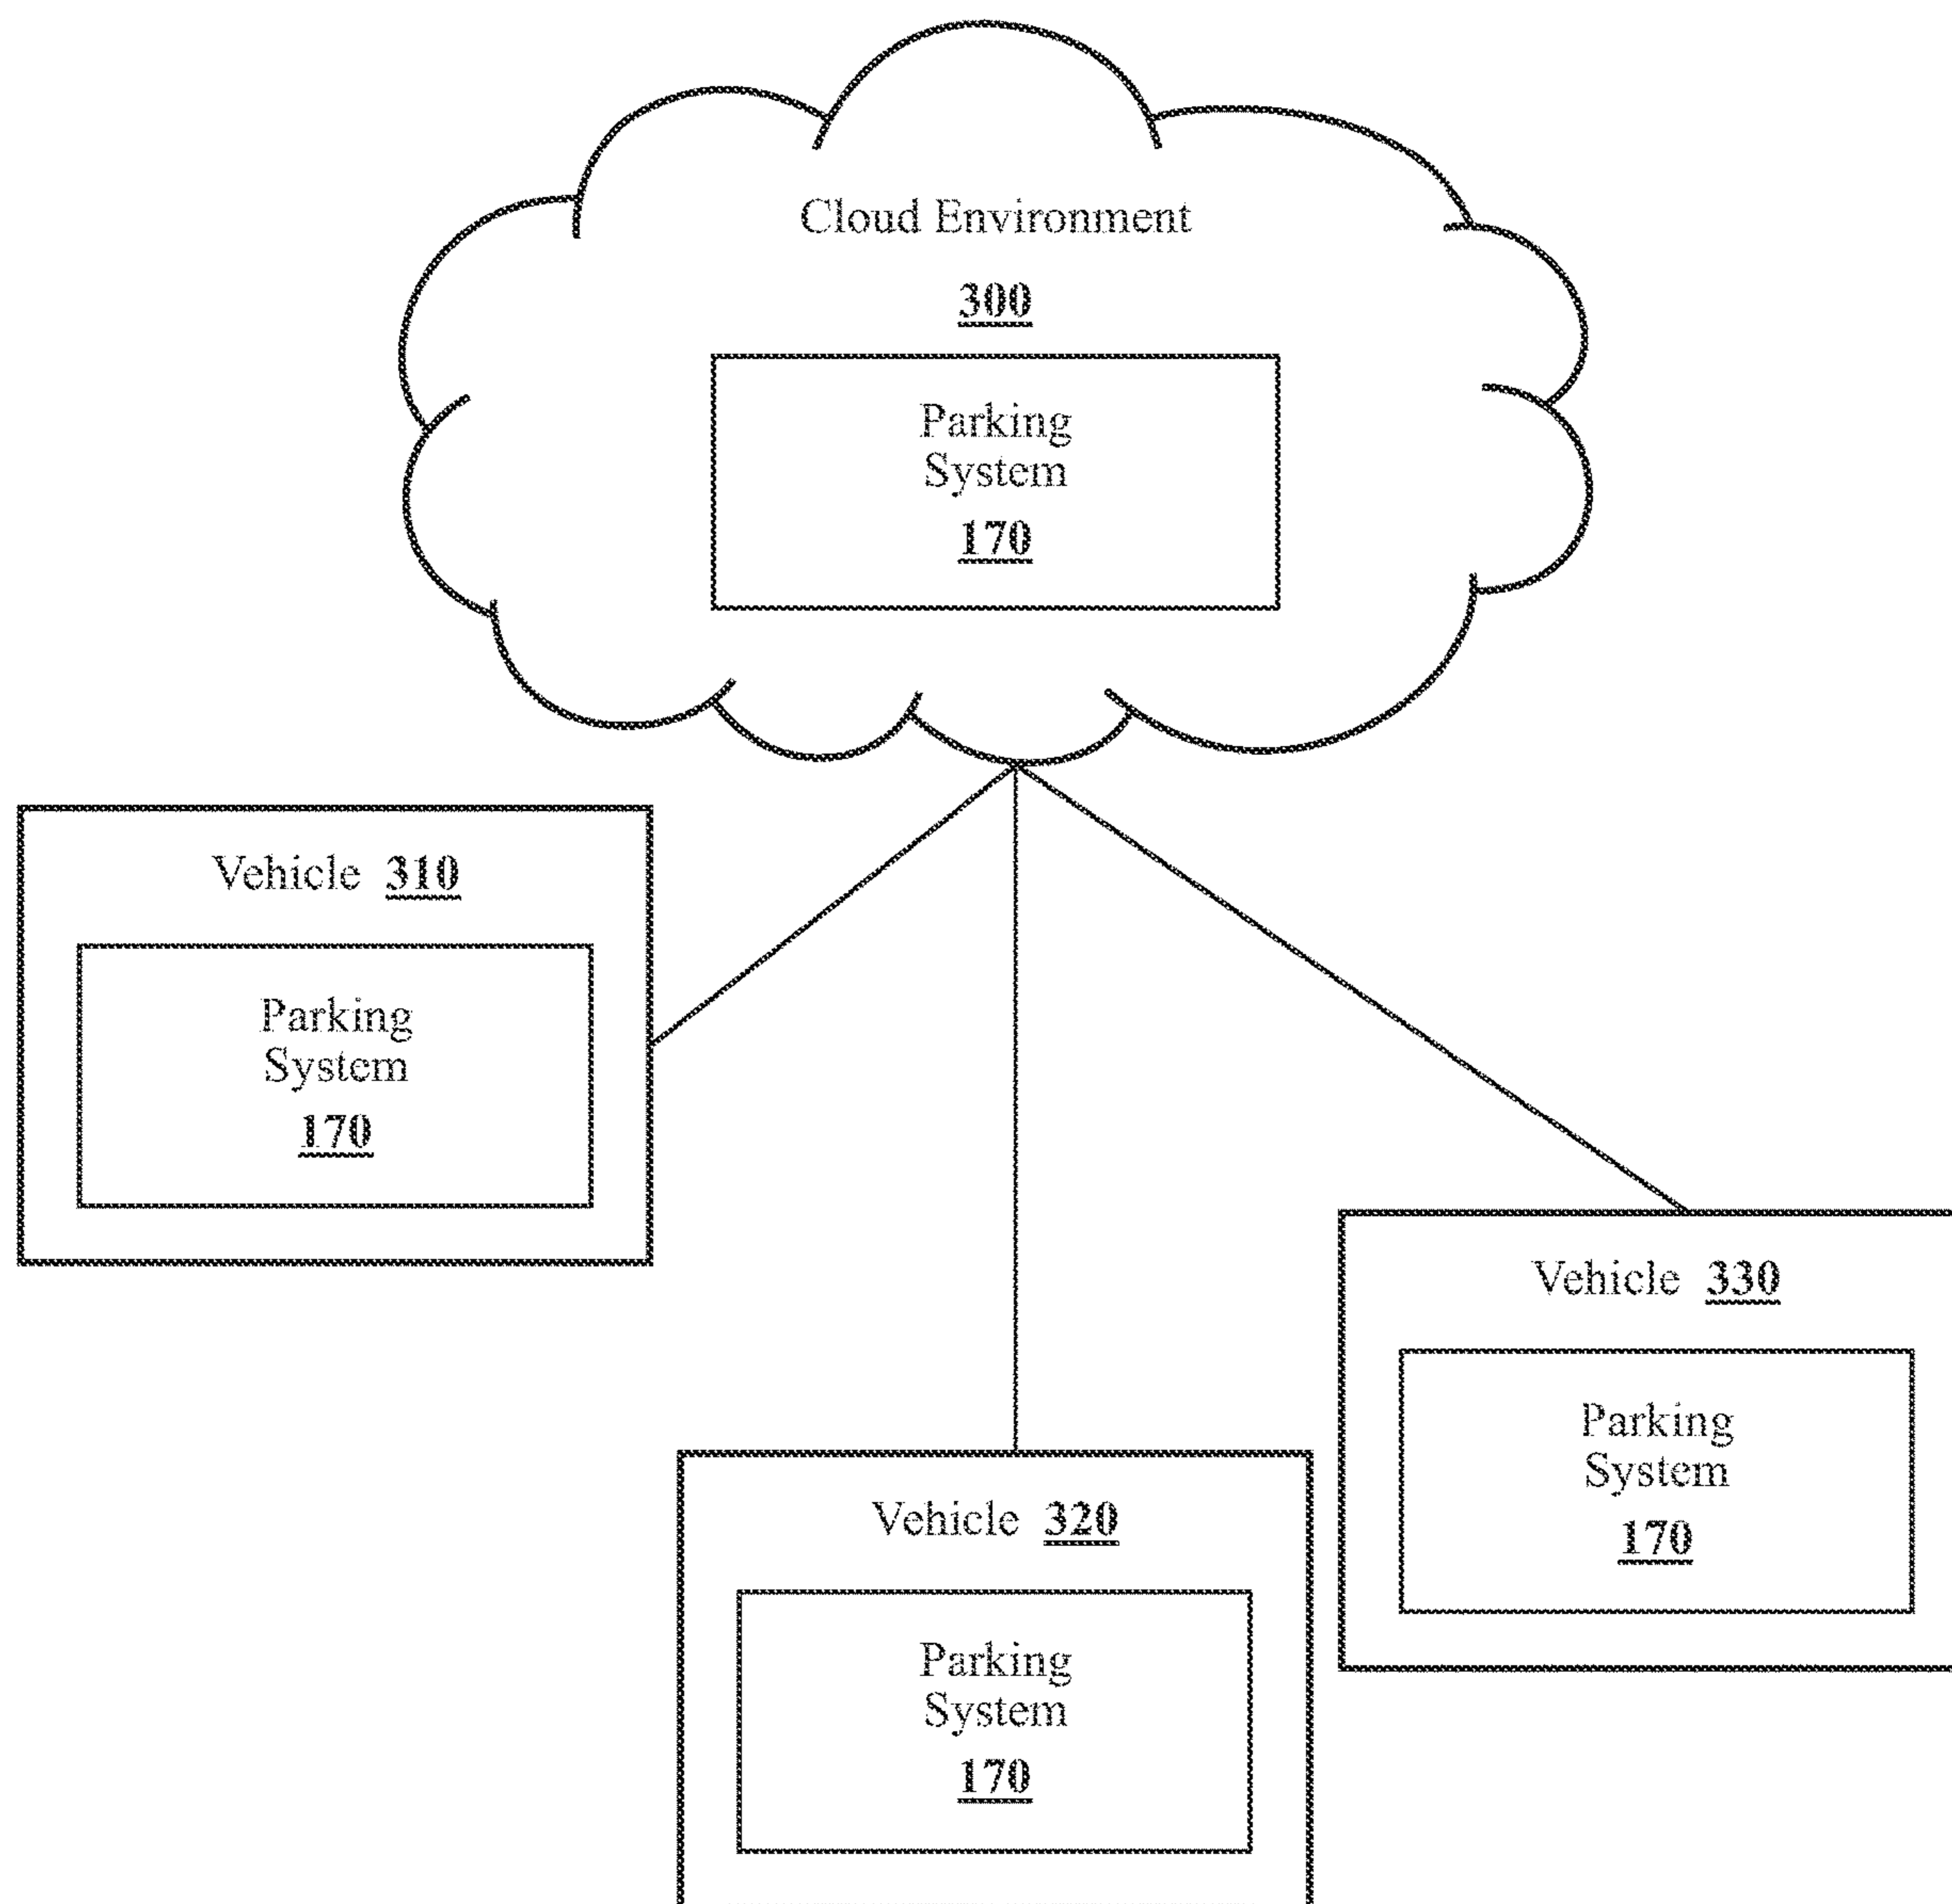 Cloud Environment
300
Parking
System
170
Vehicle 310
Parking
System
170
Vehicle 330
Parking
System
170
Vehicle 320
Parking
System
170